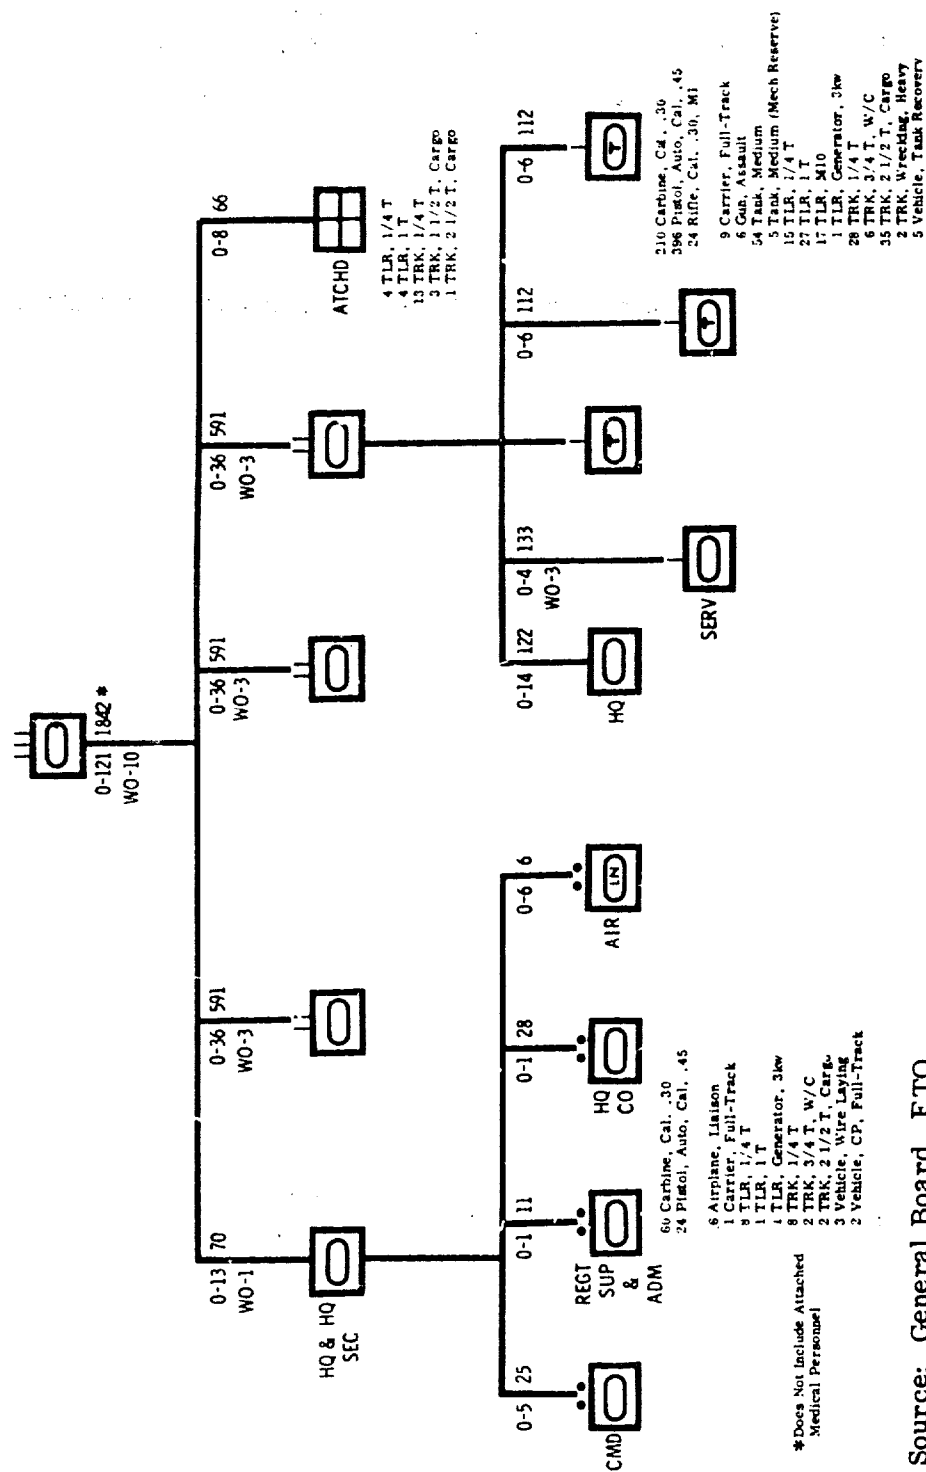 0-121 1842 *
WO-10
0-13 70
WO-1
HQ & HQ
SEC
0-36 591
WO-3
0-36 591
WO-3
0-36 591
WO-3
0-8 66
ATCHD
4 TLR, 1/4 T
4 TLR, 1 T
13 TRK, 1/4 T
3 TRK, 1 1/2 T, Cargo
1 TRK, 2 1/2 T, Cargo
0-5 25
CMD
0-1 11
REGT
SUP
&
ADM
0-1 28
HQ
CO
0-6 6
AIR
LN
0-14 122
HQ
0-4 133
WO-3
SERV
T
0-6 112
T
0-6 112
T
60 Carbine, Cal. .30
24 Pistol, Auto, Cal. .45
6 Airplane, Liaison
1 Carrier, Full-Track
8 TLR, 1/4 T
1 TLR, 1 T
1 TLR, Generator, 3kw
8 TRK, 1/4 T
2 TRK, 3/4 T, W/C
2 TRK, 2 1/2 T, Cargo
3 Vehicle, Wire Laying
2 Vehicle, CP, Full-Track
210 Carbine, Cal. .30
396 Pistol, Auto, Cal. .45
24 Rifle, Cal. .30, M1
9 Carrier, Full-Track
6 Gun, Assault
54 Tank, Medium
5 Tank, Medium (Mech Reserve)
15 TLR, 1/4 T
27 TLR, 1 T
17 TLR, M10
1 TLR, Generator, 3kw
28 TRK, 1/4 T
6 TRK, 3/4 T, W/C
35 TRK, 2 1/2 T, Cargo
2 TRK, Wrecking, Heavy
5 Vehicle, Tank Recovery
*Does Not Include Attached
Medical Personnel
Source: General Board, ETO